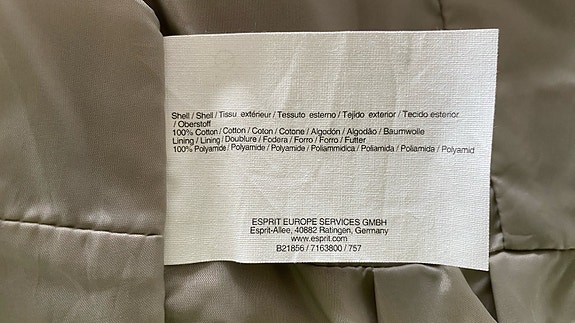 Shell / Shell / Tissu extérieur / Tessuto esterno / Tejido exterior / Tecido esterior
/ Oberstoff
100% Cotton / Cotton / Coton / Cotone / Algodón / Algodão / Baumwolle
Lining / Lining / Doublure / Fodera / Forro / Forro / Futter
100% Polyamide / Polyamide / Polyamide / Poliammidica / Poliamida / Poliamida / Polyamid
ESPRIT EUROPE SERVICES GMBH
Esprit-Allee, 40882 Ratingen, Germany
www.esprit.com
B21856 / 7163800 / 757